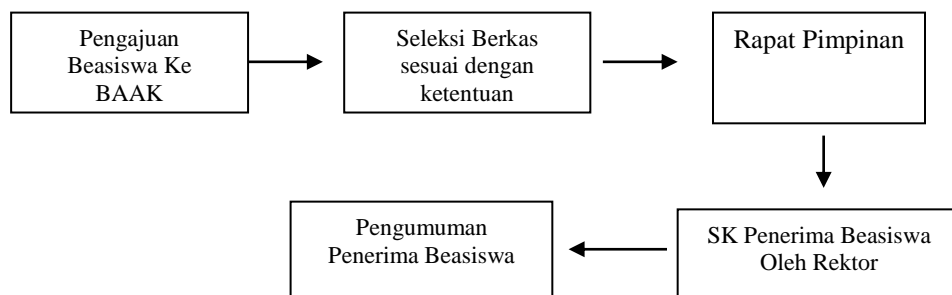 Pengajuan
Beasiswa Ke
BAAK
Seleksi Berkas
sesuai dengan
ketentuan
Rapat Pimpinan
SK Penerima Beasiswa
Oleh Rektor
Pengumuman
Penerima Beasiswa